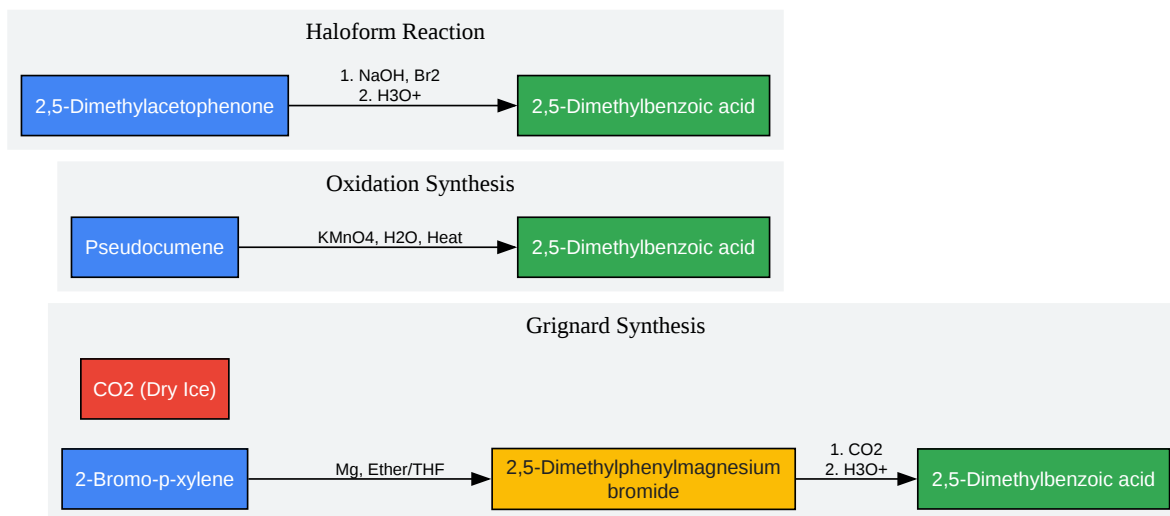 Haloform Reaction
2,5-Dimethylacetophenone
1. NaOH, Br2
2. H3O+
2,5-Dimethylbenzoic acid
Oxidation Synthesis
Pseudocumene
KMnO4, H2O, Heat
2,5-Dimethylbenzoic acid
Grignard Synthesis
CO2 (Dry Ice)
2-Bromo-p-xylene
Mg, Ether/THF
2,5-Dimethylphenylmagnesium
bromide
1. CO2
2. H3O+
2,5-Dimethylbenzoic acid